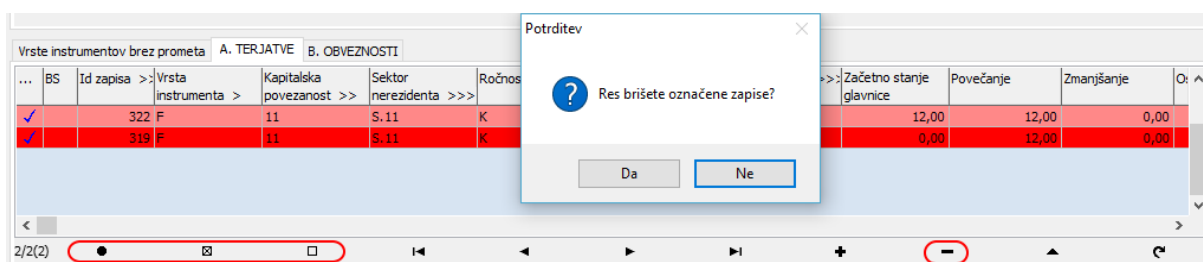 Potrditev
Vrste instrumentov brez prometa A. TERJATVE B. OBVEZNOSTI
... BS Id zapisa >> Vrsta instrumenta > Kapitalska povezanost >> Sektor nerezidenta >>> Ročnos >>> Začetno stanje glavnice Povečanje Zmanjšanje
Res brišete označene zapise?
322 F 11 S.11 K 12,00 12,00 0,00
319 F 11 S.11 K 0,00 12,00 0,00
Da Ne
2/2(2)